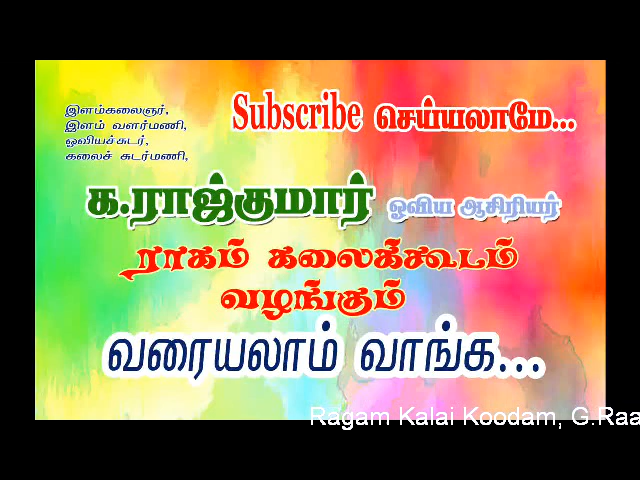 Subscribe செய்யலாமே...
இளம்கலைஞர்,
இளம் வளர்மணி,
ஓவியச்சுடர்,
கலைச் சுடர்மணி,
க.ராஜ்குமார் ஓவிய ஆசிரியர்
ராகம் கலைக்கூடம்
வழங்கும்
வரையலாம் வாங்க...
Ragam Kalai Koodam, G.Raa